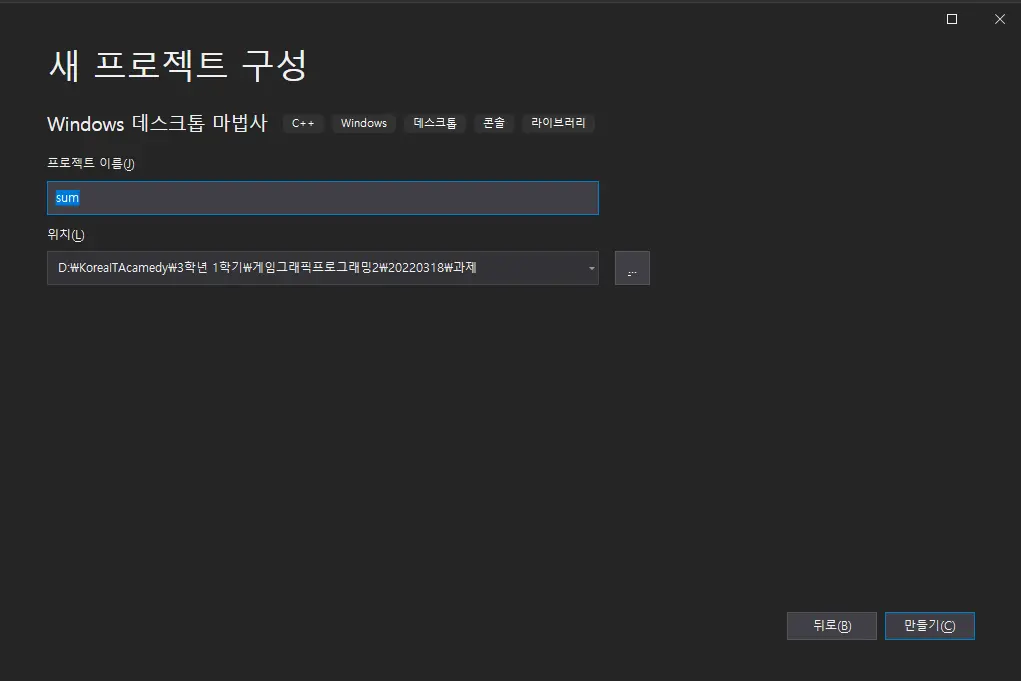 새 프로젝트 구성
Windows 데스크톱 마법사 C++ Windows 데스크톱 콘솔 라이브러리
프로젝트 이름(J)
sum
위치(L)
D:₩KoreaITAcamedy₩3학년 1학기₩게임그래픽프로그래밍2₩20220318₩과제
...
뒤로(B) 만들기(C)